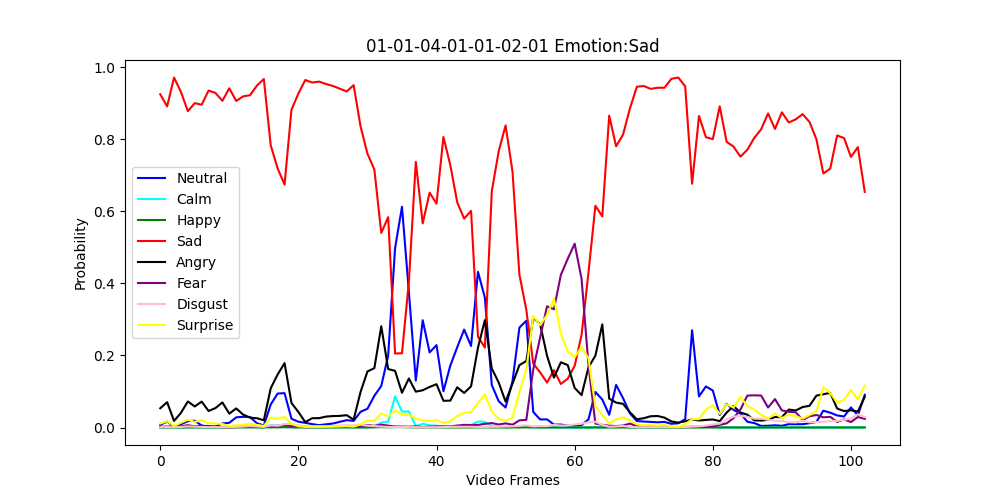 01-01-04-01-01-02-01 Emotion:Sad
1.0
0.8
0.6
0.4
0.2
0.0
Probability
Neutral
Calm
Happy
Sad
Angry
Fear
Disgust
Surprise
0 20 40 60 80 100
Video Frames